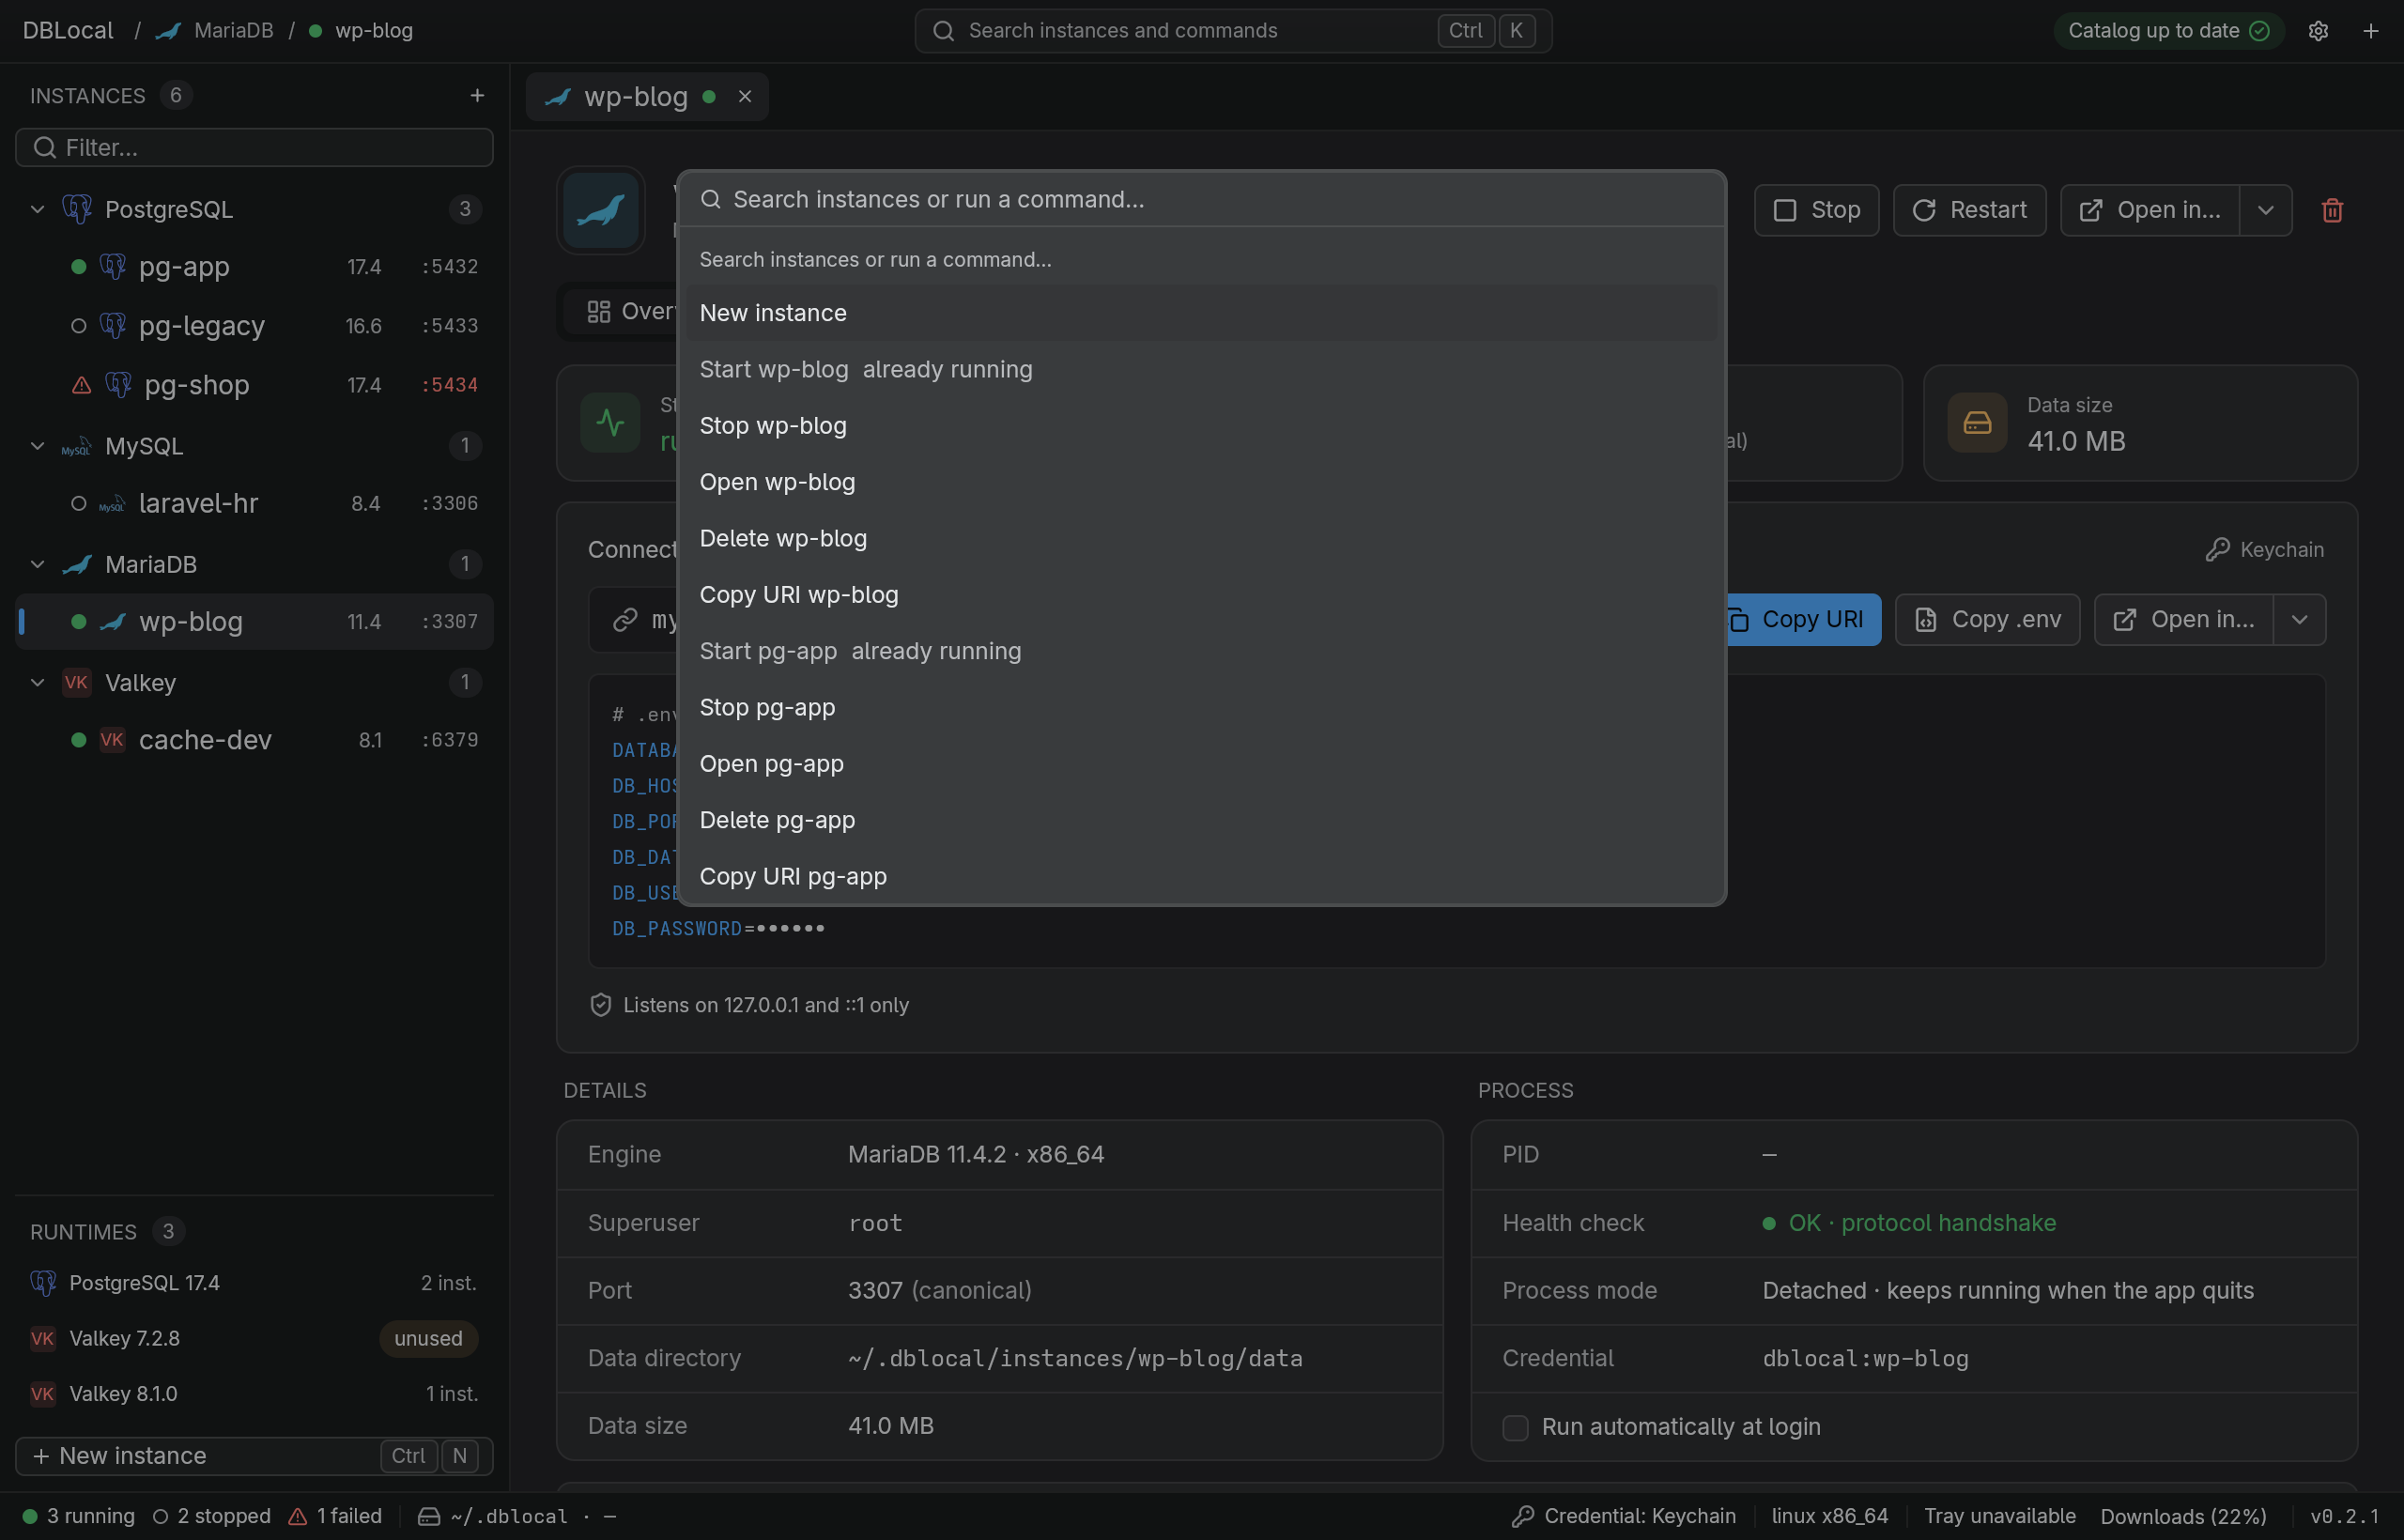 DBLocal / MariaDB / wp-blog
Search instances and commands Ctrl K
Catalog up to date
INSTANCES 6
Filter...
PostgreSQL 3
pg-app 17.4 :5432
pg-legacy 16.6 :5433
pg-shop 17.4 :5434
MySQL 1
laravel-hr 8.4 :3306
MariaDB 1
wp-blog 11.4 :3307
Valkey 1
VK cache-dev 8.1 :6379
RUNTIMES 3
PostgreSQL 17.4 2 inst.
VK Valkey 7.2.8 unused
VK Valkey 8.1.0 1 inst.
New instance Ctrl N
wp-blog
Stop Restart Open in...
Search instances or run a command...
Search instances or run a command...
New instance
Start wp-blog already running
Stop wp-blog
Open wp-blog
Delete wp-blog
Copy URI wp-blog
Start pg-app already running
Stop pg-app
Open pg-app
Delete pg-app
Copy URI pg-app
Data size
41.0 MB
Keychain
Copy URI Copy .env Open in...
DB_PASSWORD=••••••
Listens on 127.0.0.1 and ::1 only
DETAILS
Engine MariaDB 11.4.2 · x86_64
Superuser root
Port 3307 (canonical)
Data directory ~/.dblocal/instances/wp-blog/data
Data size 41.0 MB
PROCESS
PID —
Health check OK · protocol handshake
Process mode Detached · keeps running when the app quits
Credential dblocal:wp-blog
Run automatically at login
3 running 2 stopped 1 failed ~/.dblocal · —
Credential: Keychain linux x86_64 Tray unavailable Downloads (22%) v0.2.1